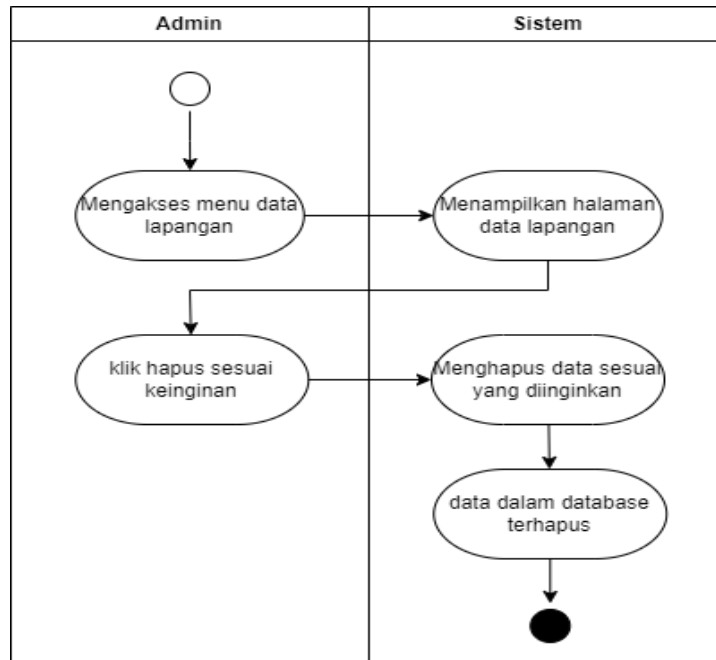 Admin
Sistem
Mengakses menu data
lapangan
Menampilkan halaman
data lapangan
klik hapus sesuai
keinginan
Menghapus data sesuai
yang diinginkan
data dalam database
terhapus